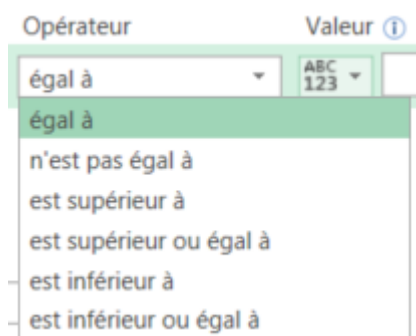 Opérateur Valeur
égal à ABC 123
égal à
n'est pas égal à
est supérieur à
est supérieur ou égal à
est inférieur à
est inférieur ou égal à